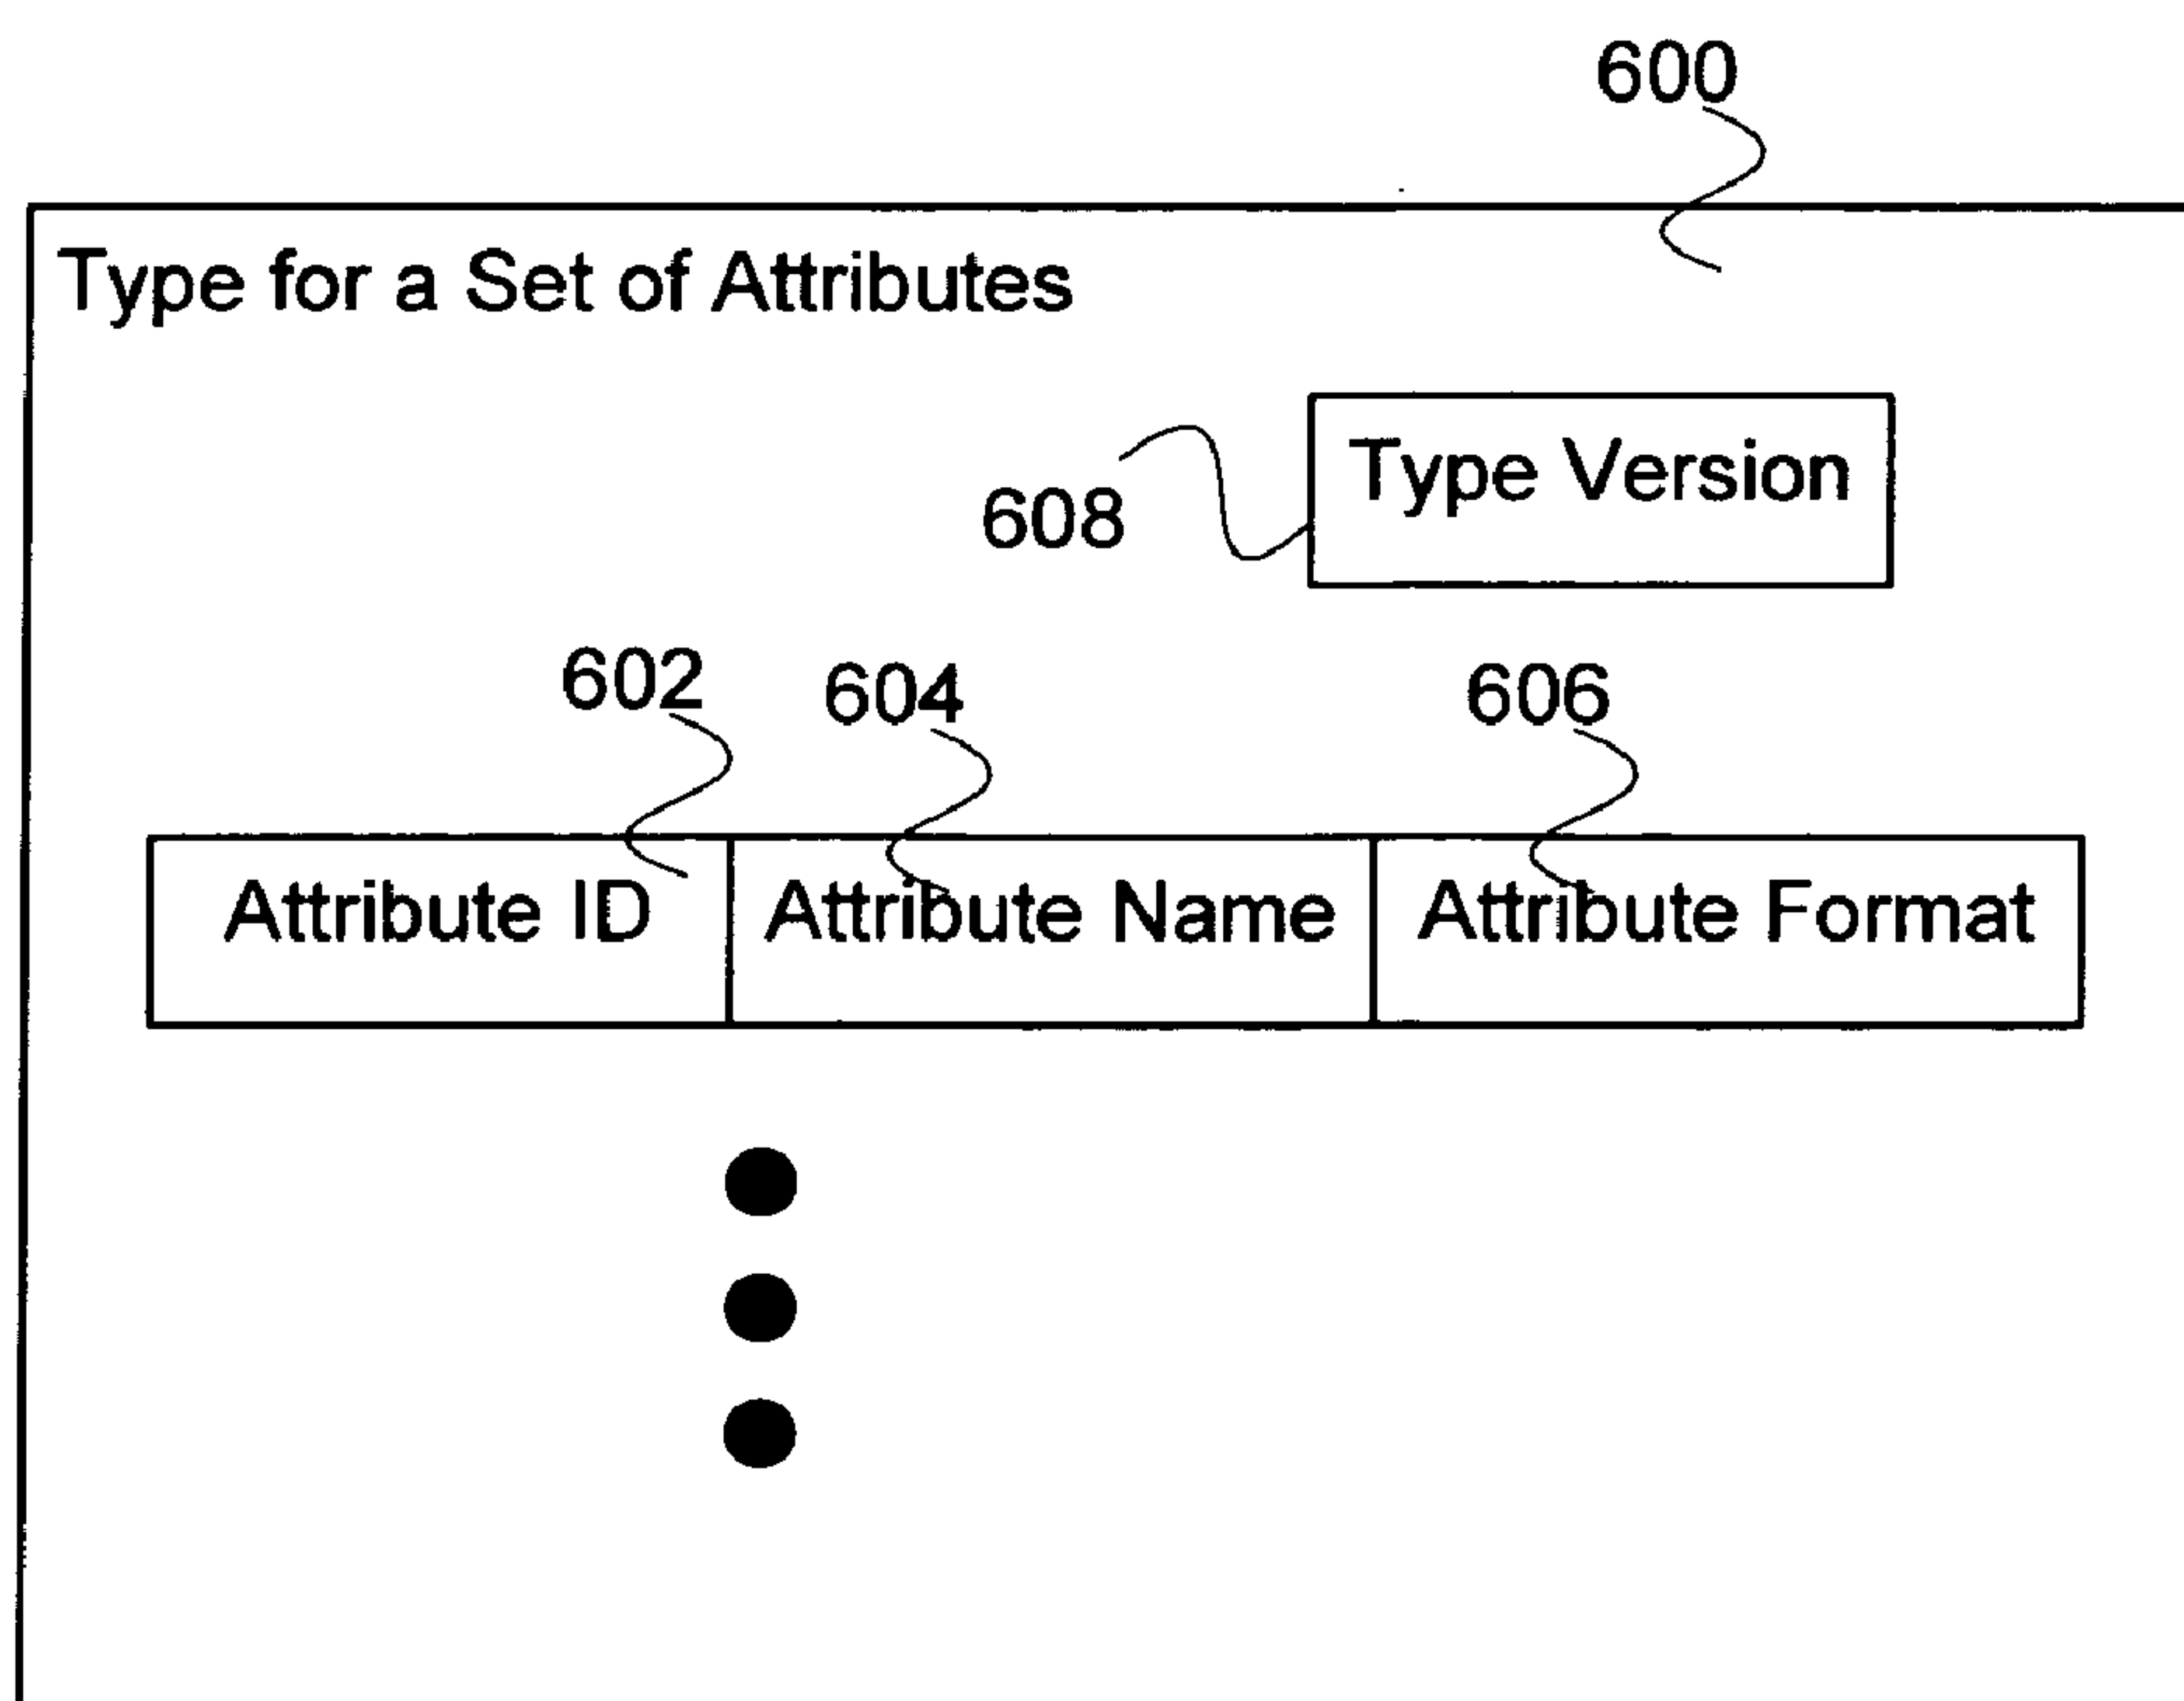 600
Type for a Set of Attributes
Type Version
608
602 604 606
Attribute ID Attribute Name Attribute Format